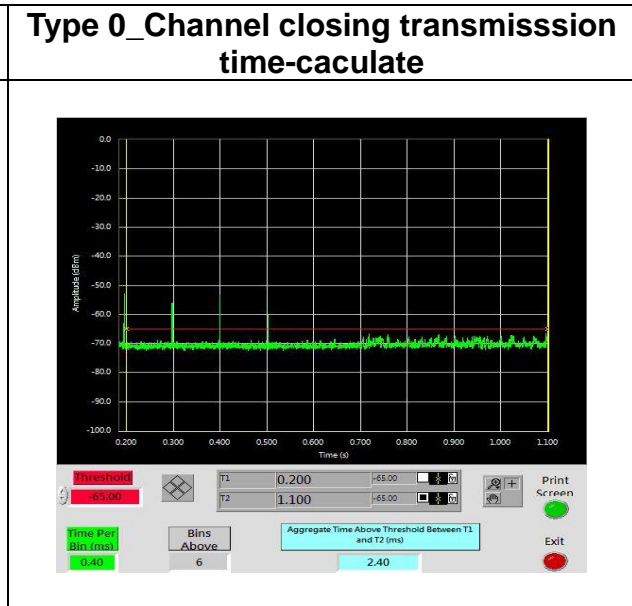 Type 0_Channel closing transmisssion
time-caculate
0.0
-10.0
-20.0
-30.0
-40.0
-50.0
-60.0
-70.0
-80.0
-90.0
-100.0
Amplitude (dBm)
0.200 0.300 0.400 0.500 0.600 0.700 0.800 0.900 1.000 1.100
Time (s)
Threshold
-65.00
T1 0.200 -65.00
T2 1.100 -65.00
Print
Screen
Time Per
Bin (ms)
0.40
Bins
Above
6
Aggregate Time Above Threshold Between T1
and T2 (ms)
2.40
Exit